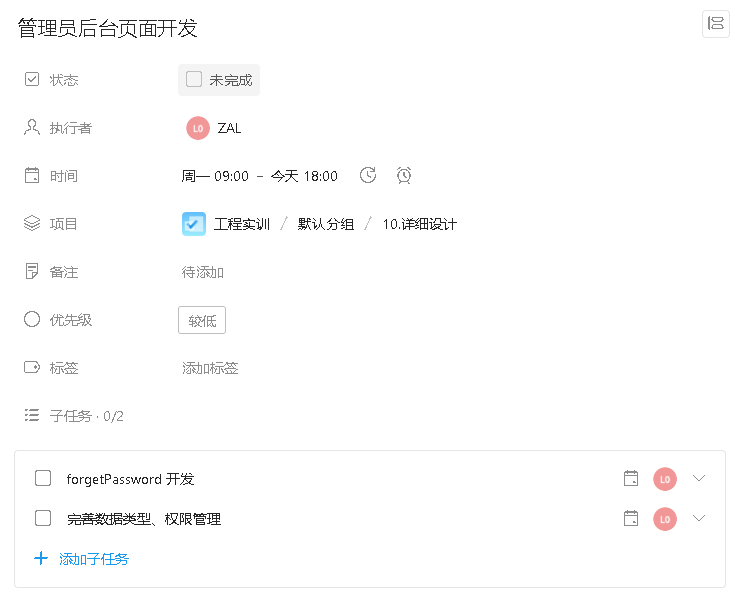 管理员后台页面开发
状态 未完成
执行者 L0 ZAL
时间 周一 09:00 - 今天 18:00
项目 工程实训 / 默认分组 / 10.详细设计
备注 待添加
优先级 较低
标签 添加标签
子任务 · 0/2
forgetPassword 开发 L0
完善数据类型、权限管理 L0
+ 添加子任务